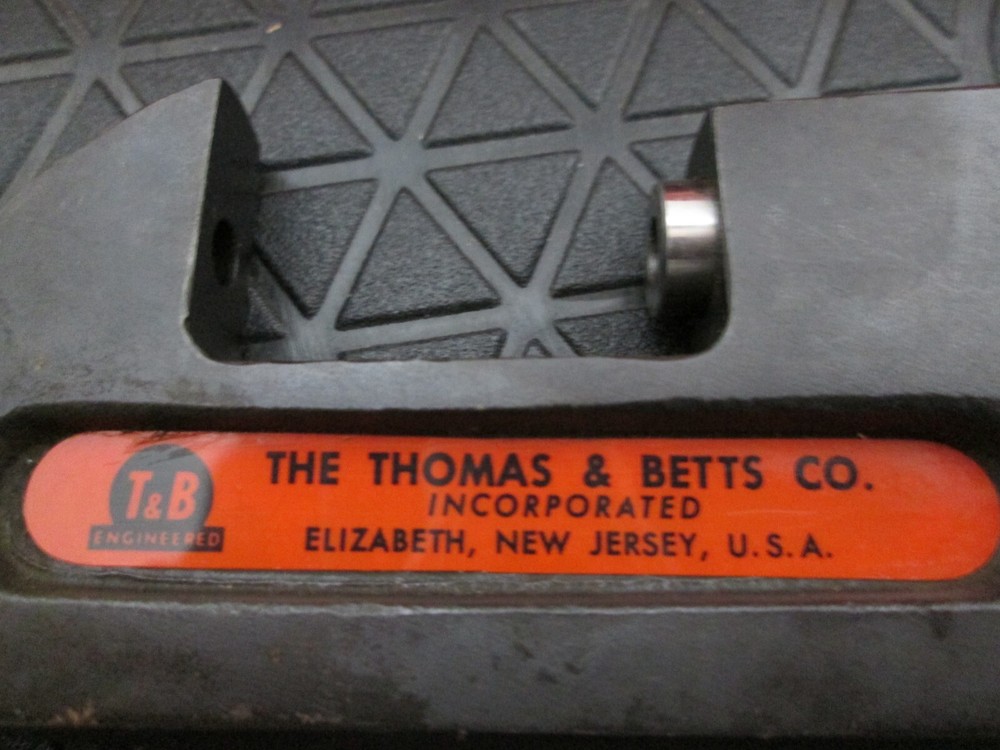 T&B
ENGINEERED
THE THOMAS & BETTS CO.
INCORPORATED
ELIZABETH, NEW JERSEY, U.S.A.